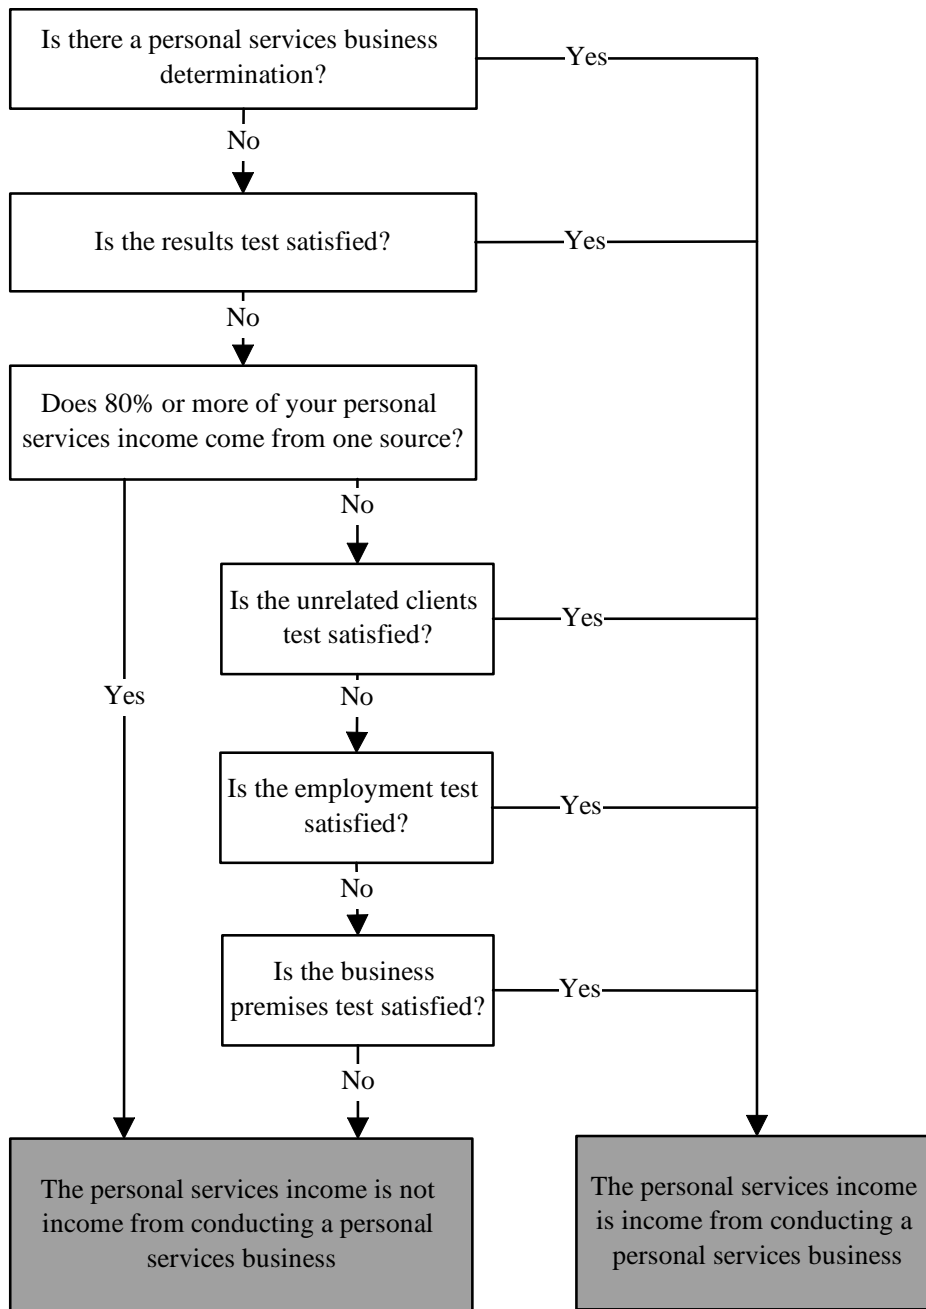 Is there a personal services business
determination?
Yes
No
Is the results test satisfied?
Yes
No
Does 80% or more of your personal
services income come from one source?
No
Is the unrelated clients
test satisfied?
Yes
Yes
No
Is the employment test
satisfied?
Yes
No
Is the business
premises test satisfied?
Yes
No
The personal services income is not
income from conducting a personal
services business
The personal services income
is income from conducting a
personal services business